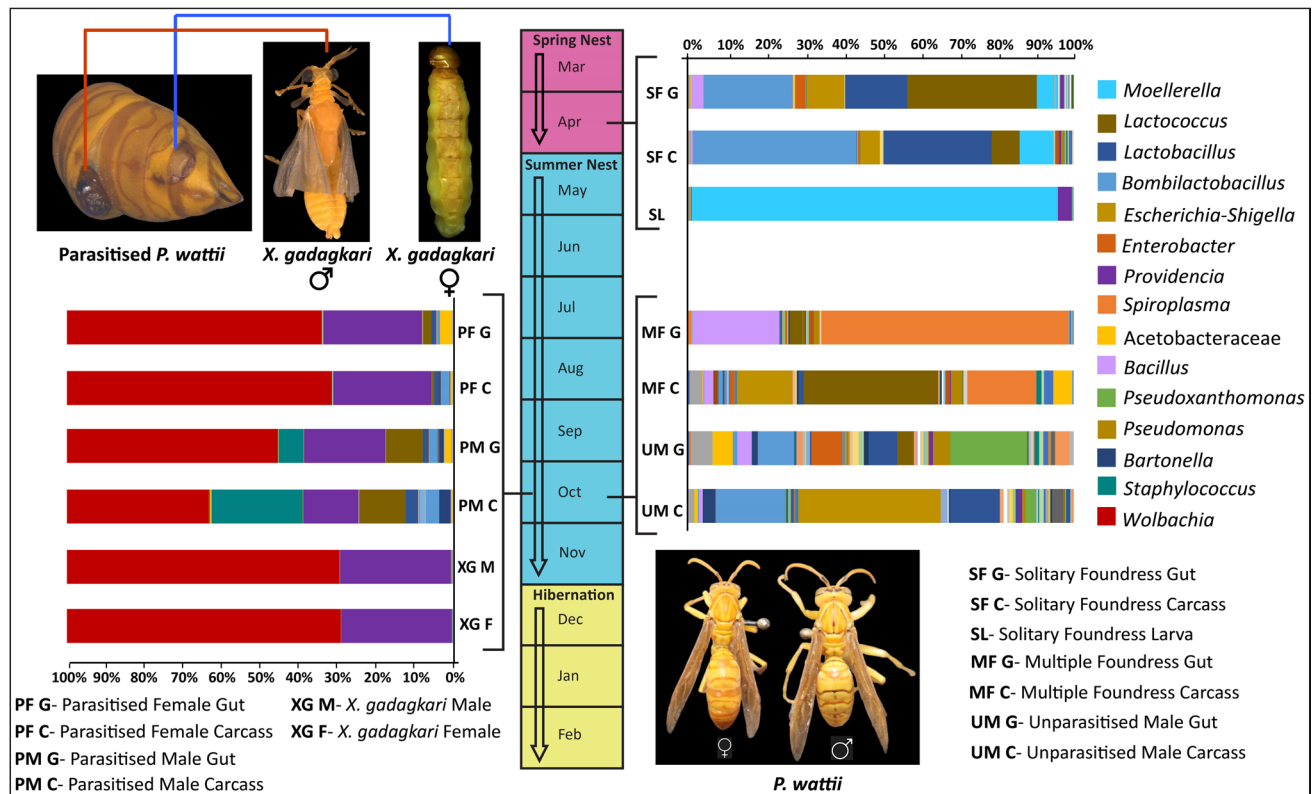 Parasitised P. wattii
X. gadagkari
♂
X. gadagkari
♀
Spring Nest
Mar
Apr
Summer Nest
May
Jun
Jul
Aug
Sep
Oct
Nov
Hibernation
Dec
Jan
Feb
0% 10% 20% 30% 40% 50% 60% 70% 80% 90% 100%
SF G
SF C
SL
MF G
MF C
UM G
UM C
Moellerella
Lactococcus
Lactobacillus
Bombilactobacillus
Escherichia-Shigella
Enterobacter
Providencia
Spiroplasma
Acetobacteraceae
Bacillus
Pseudoxanthomonas
Pseudomonas
Bartonella
Staphylococcus
Wolbachia
PF G
PF C
PM G
PM C
XG M
XG F
100% 90% 80% 70% 60% 50% 40% 30% 20% 10% 0%
PF G- Parasitised Female Gut
PF C- Parasitised Female Carcass
PM G- Parasitised Male Gut
PM C- Parasitised Male Carcass
XG M- X. gadagkari Male
XG F- X. gadagkari Female
♀ ♂
P. wattii
SF G- Solitary Foundress Gut
SF C- Solitary Foundress Carcass
SL- Solitary Foundress Larva
MF G- Multiple Foundress Gut
MF C- Multiple Foundress Carcass
UM G- Unparasitised Male Gut
UM C- Unparasitised Male Carcass